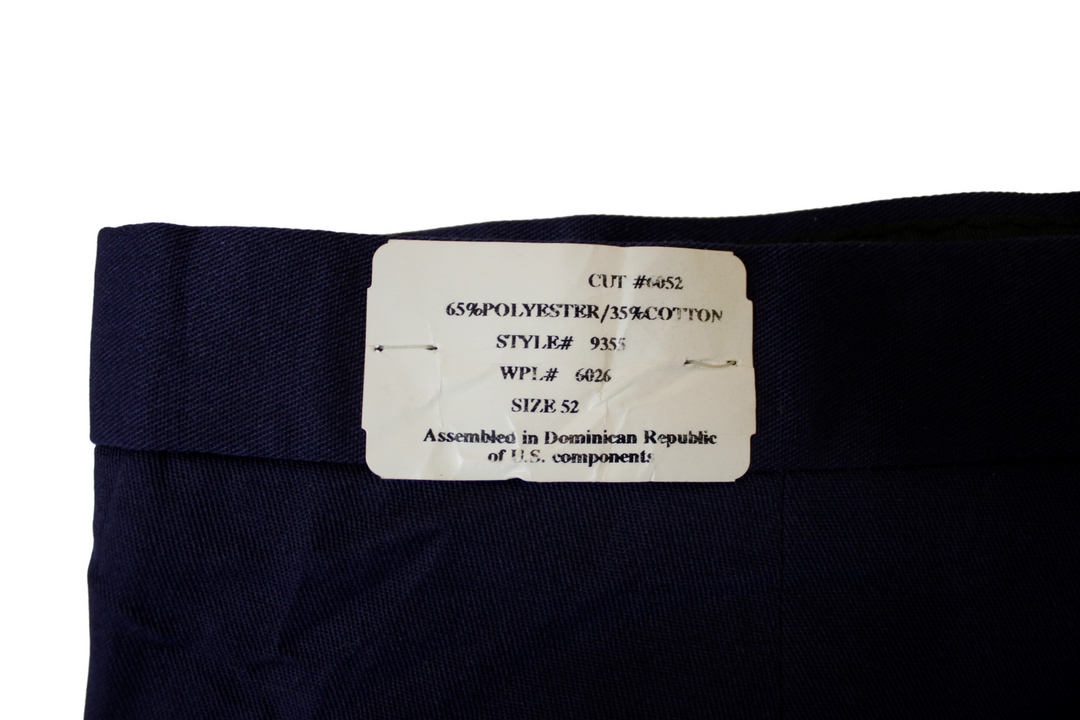 CUT #6052
65%POLYESTER/35%COTTON
STYLE# 9355
WPL# 6026
SIZE 52
Assembled in Dominican Republic
of U.S. components